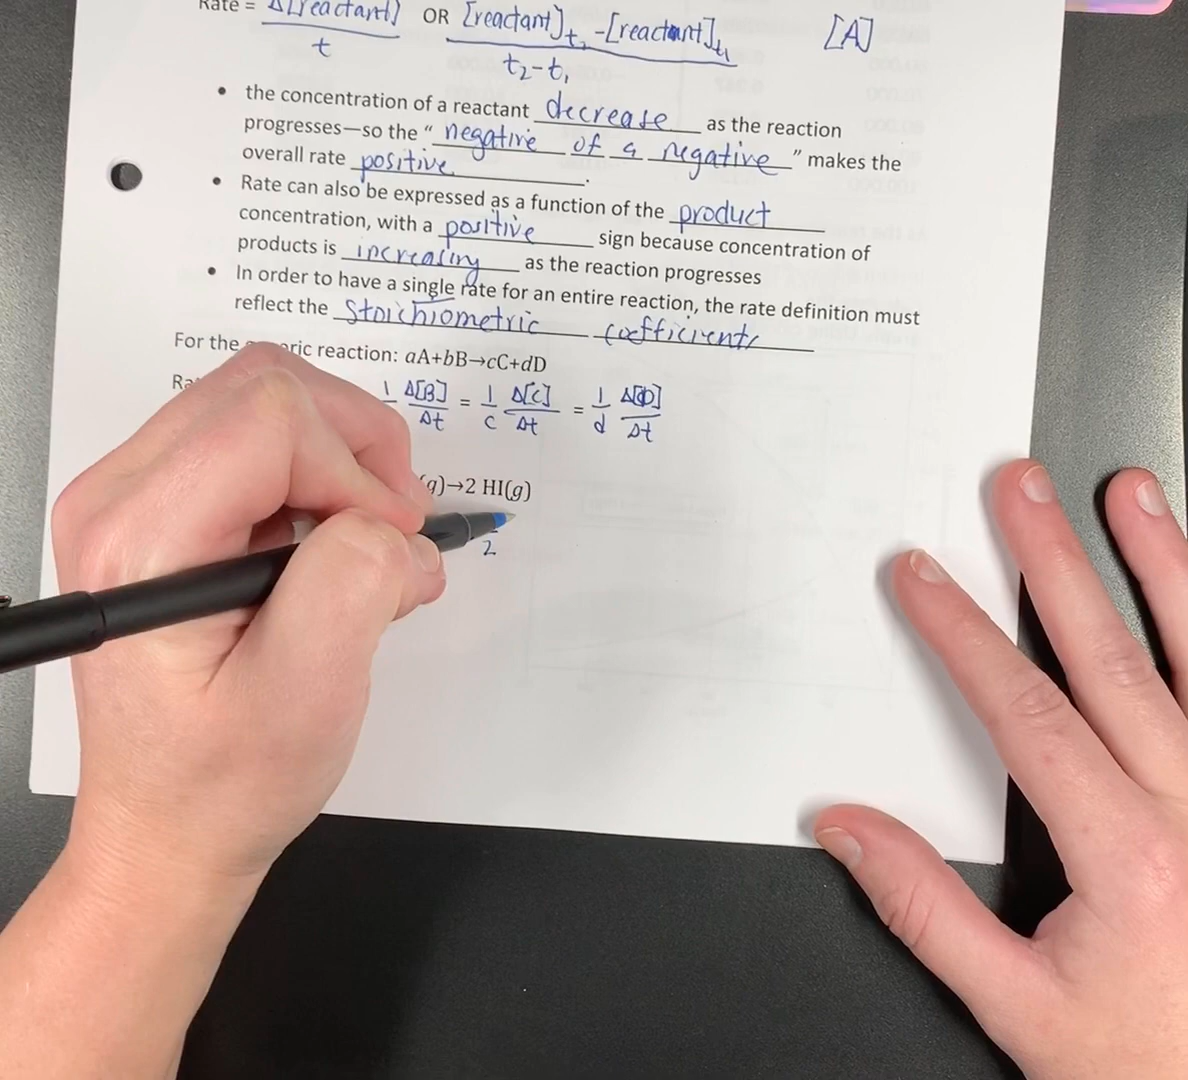 Rate = Δ[reactant] / t OR [reactant]t₂ -[reactant]t₁ / t₂-t₁ [A]
• the concentration of a reactant decrease as the reaction
progresses—so the " negative of a negative " makes the
overall rate positive.
• Rate can also be expressed as a function of the product
concentration, with a positive sign because concentration of
products is increasing as the reaction progresses
• In order to have a single rate for an entire reaction, the rate definition must
reflect the stoichiometric coefficients
For the reaction: aA+bB→cC+dD
1 Δ[B]/Δt = 1/c Δ[C]/Δt = 1/d Δ[D]/Δt
(g)→2 HI(g)
2